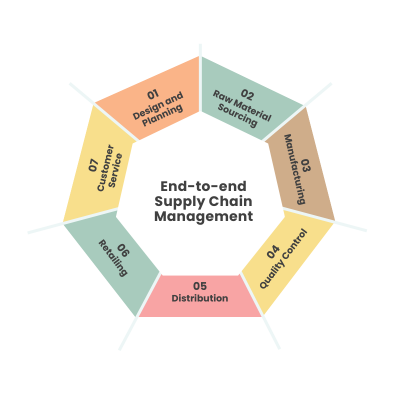 End-to-end
Supply Chain
Management
01
Design and
Planning
02
Raw Material
Sourcing
03
Manufacturing
04
Quality Control
05
Distribution
06
Retailing
07
Customer
Service